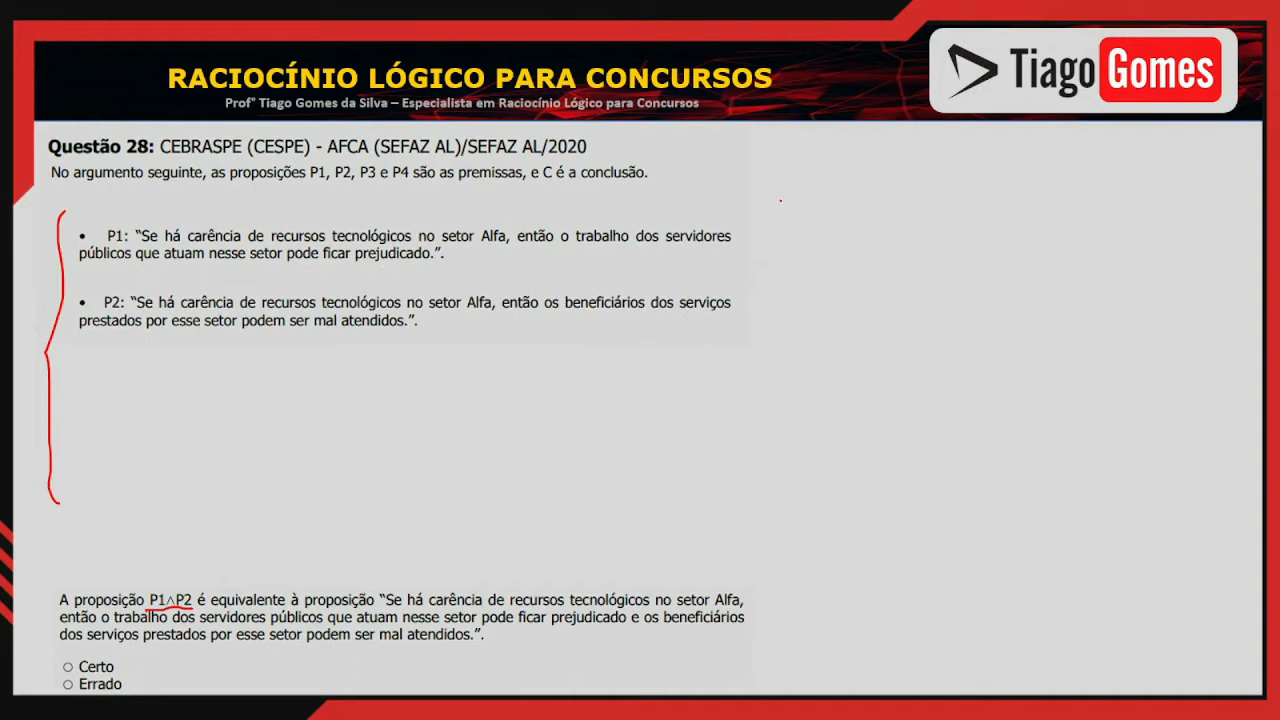 RACIOCÍNIO LÓGICO PARA CONCURSOS
Prof° Tiago Gomes da Silva – Especialista em Raciocínio Lógico para Concursos
Tiago Gomes
Questão 28: CEBRASPE (CESPE) - AFCA (SEFAZ AL)/SEFAZ AL/2020
No argumento seguinte, as proposições P1, P2, P3 e P4 são as premissas, e C é a conclusão.
• P1: “Se há carência de recursos tecnológicos no setor Alfa, então o trabalho dos servidores
públicos que atuam nesse setor pode ficar prejudicado.”.
• P2: “Se há carência de recursos tecnológicos no setor Alfa, então os beneficiários dos serviços
prestados por esse setor podem ser mal atendidos.”.
A proposição P1∧P2 é equivalente à proposição “Se há carência de recursos tecnológicos no setor Alfa,
então o trabalho dos servidores públicos que atuam nesse setor pode ficar prejudicado e os beneficiários
dos serviços prestados por esse setor podem ser mal atendidos.”.
Certo
Errado